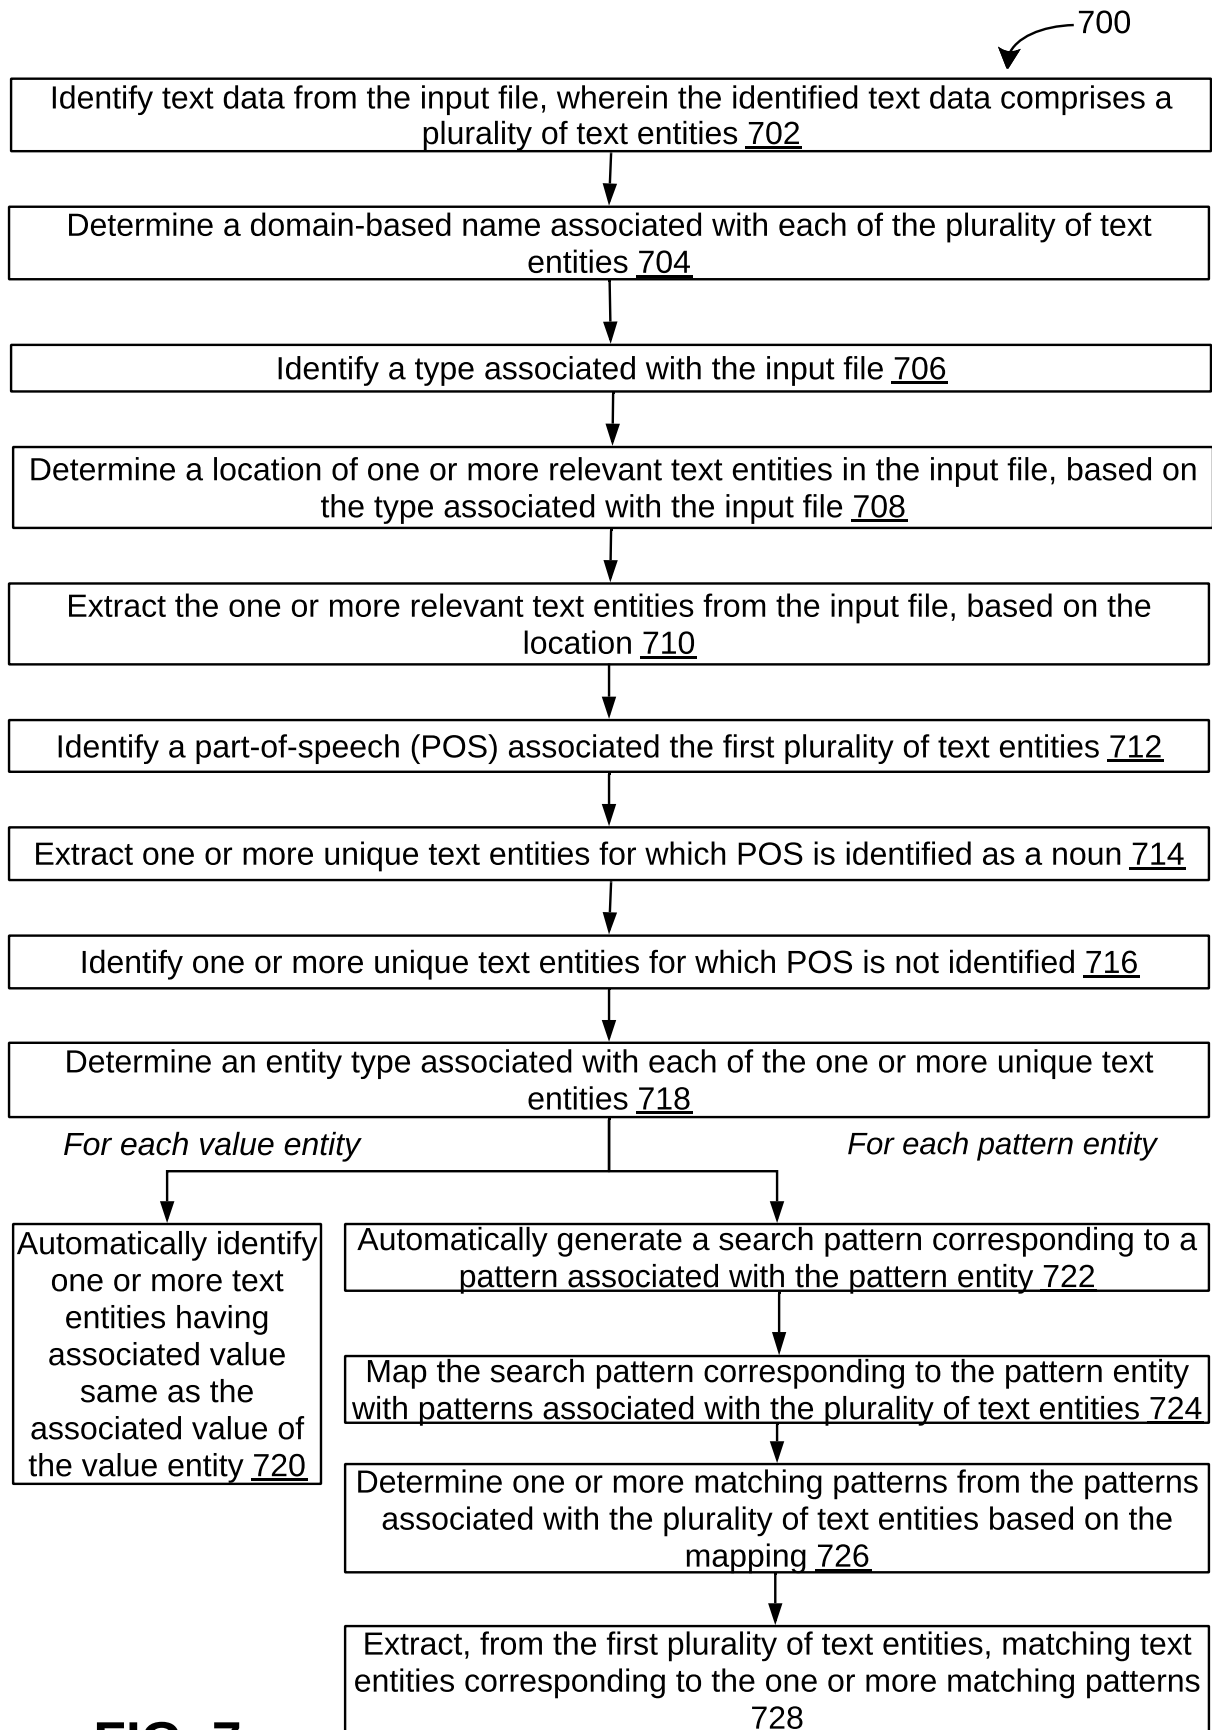 700
Identify text data from the input file, wherein the identified text data comprises a
plurality of text entities 702
Determine a domain-based name associated with each of the plurality of text
entities 704
Identify a type associated with the input file 706
Determine a location of one or more relevant text entities in the input file, based on
the type associated with the input file 708
Extract the one or more relevant text entities from the input file, based on the
location 710
Identify a part-of-speech (POS) associated the first plurality of text entities 712
Extract one or more unique text entities for which POS is identified as a noun 714
Identify one or more unique text entities for which POS is not identified 716
Determine an entity type associated with each of the one or more unique text
entities 718
For each value entity
For each pattern entity
Automatically identify
one or more text
entities having
associated value
same as the
associated value of
the value entity 720
Automatically generate a search pattern corresponding to a
pattern associated with the pattern entity 722
Map the search pattern corresponding to the pattern entity
with patterns associated with the plurality of text entities 724
Determine one or more matching patterns from the patterns
associated with the plurality of text entities based on the
mapping 726
Extract, from the first plurality of text entities, matching text
entities corresponding to the one or more matching patterns
728
FIG. 7